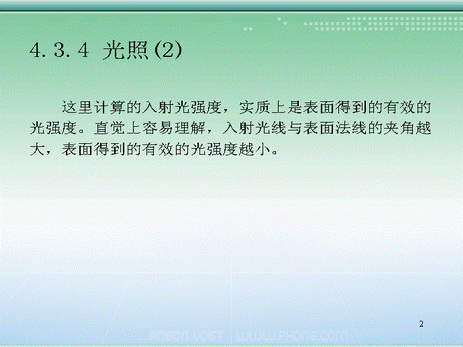 4.3.4 光照(2)
这里计算的入射光强度，实质上是表面得到的有效的
光强度。直觉上容易理解，入射光线与表面法线的夹角越
大，表面得到的有效的光强度越小。
2